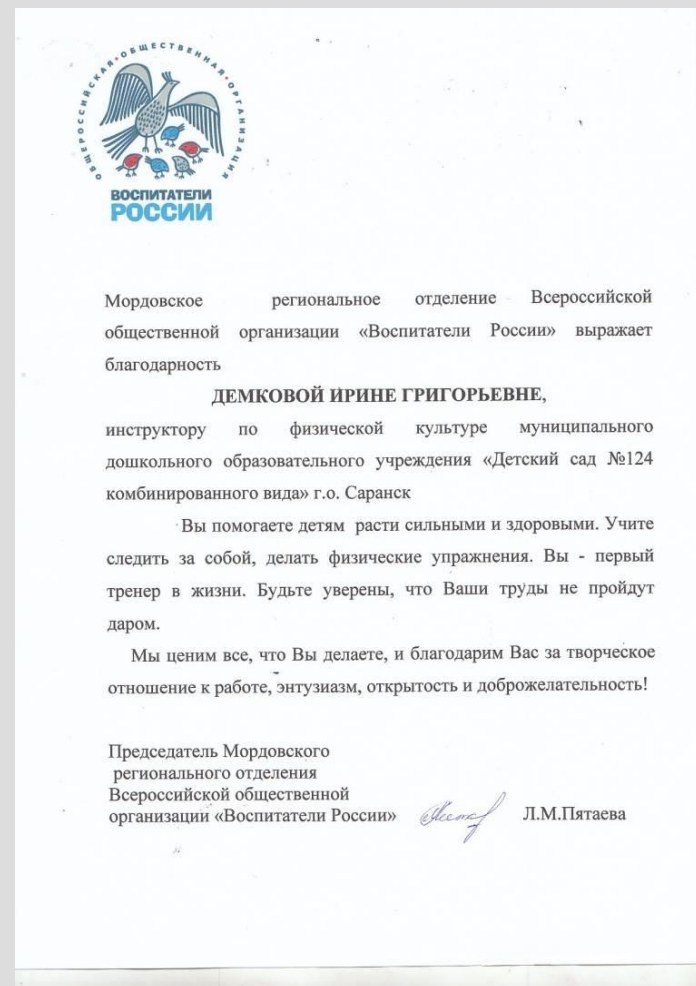 ОБЩЕРОССИЙСКАЯ•ОБЩЕСТВЕННАЯ•ОРГАНИЗАЦИЯ
ВОСПИТАТЕЛИ
РОССИИ
Мордовское региональное отделение Всероссийской
общественной организации «Воспитатели России» выражает
благодарность
ДЕМКОВОЙ ИРИНЕ ГРИГОРЬЕВНЕ,
инструктору по физической культуре муниципального
дошкольного образовательного учреждения «Детский сад №124
комбинированного вида» г.о. Саранск
Вы помогаете детям расти сильными и здоровыми. Учите
следить за собой, делать физические упражнения. Вы - первый
тренер в жизни. Будьте уверены, что Ваши труды не пройдут
даром.
Мы ценим все, что Вы делаете, и благодарим Вас за творческое
отношение к работе, энтузиазм, открытость и доброжелательность!
Председатель Мордовского
регионального отделения
Всероссийской общественной
организации «Воспитатели России» Л.М.Пятаева